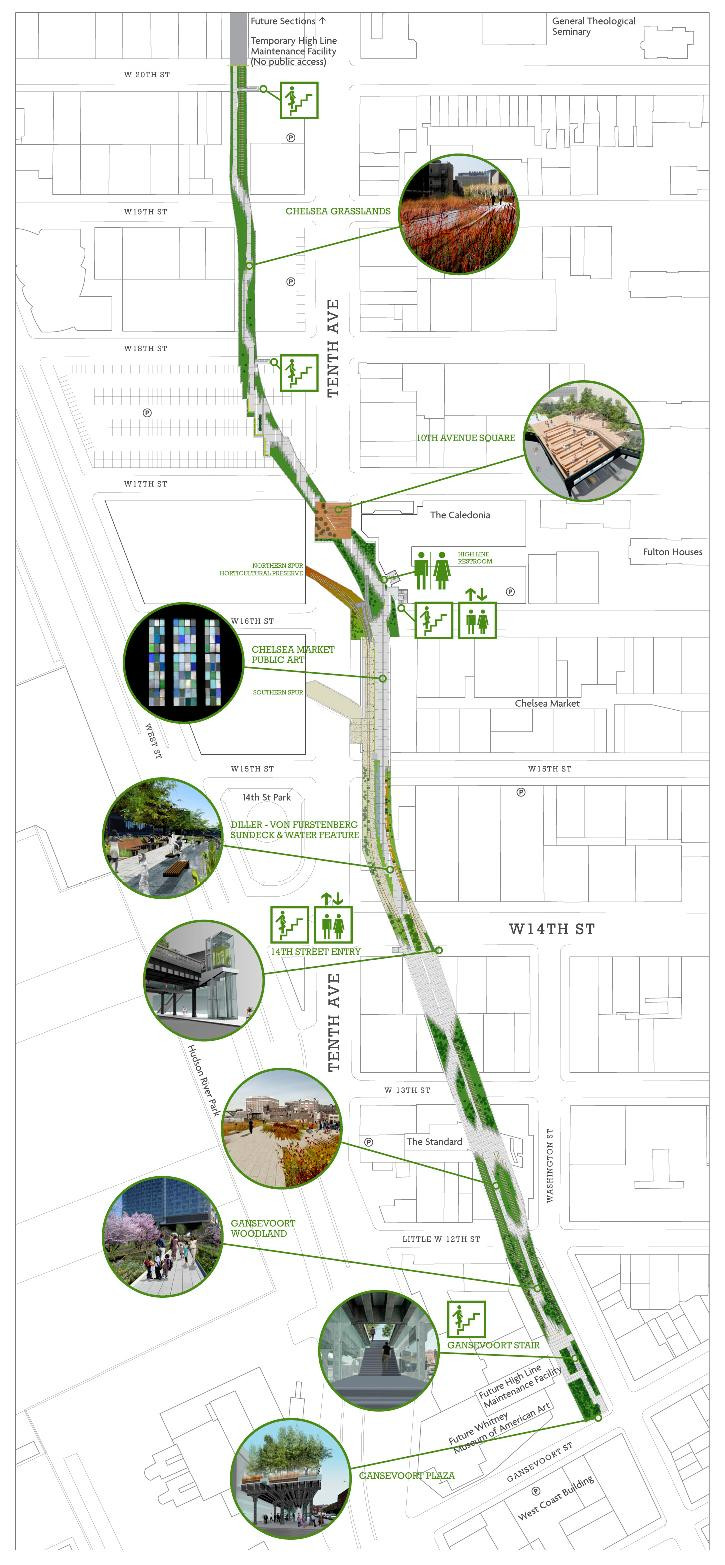 Future Sections ↑
Temporary High Line
Maintenance Facility
(No public access)
General Theological
Seminary
W 20TH ST
P
W 19TH ST
CHELSEA GRASSLANDS
P
TENTH AVE
W 18TH ST
P
10TH AVENUE SQUARE
W 17TH ST
The Caledonia
Fulton Houses
HIGH LINE
RESTROOM
NORTHERN SPUR
HORTICULTURAL PRESERVE
P
W 16TH ST
CHELSEA MARKET
PUBLIC ART
SOUTHERN SPUR
Chelsea Market
WEST ST
W 15TH ST
W 15TH ST
P
14th St Park
DILLER - VON FURSTENBERG
SUNDECK & WATER FEATURE
W 14TH ST
14TH STREET ENTRY
TENTH AVE
Hudson River Park
W 13TH ST
P
The Standard
WASHINGTON ST
GANSEVOORT
WOODLAND
LITTLE W 12TH ST
GANSEVOORT STAIR
Future High Line
Maintenance Facility
Future Whitney
Museum of American Art
GANSEVOORT PLAZA
GANSEVOORT ST
P
West Coast Building